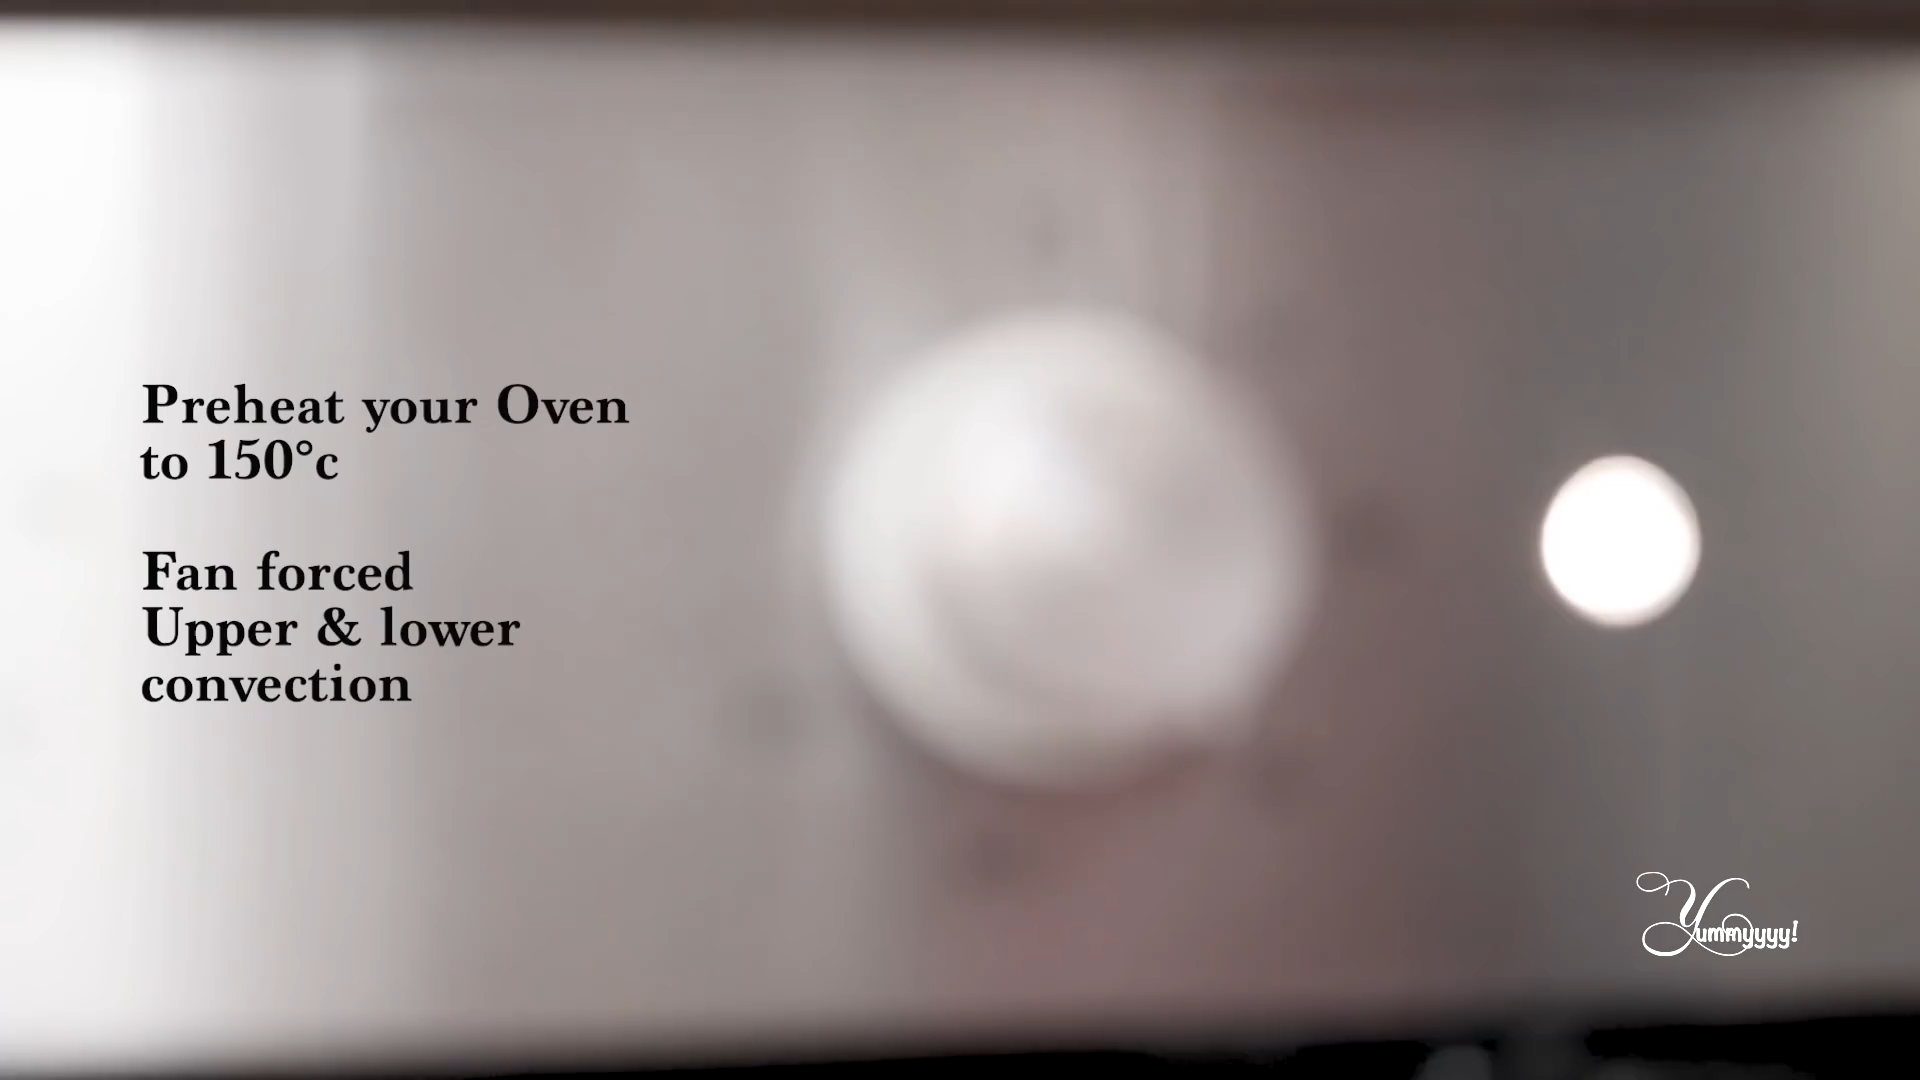 Preheat your Oven
to 150°c
Fan forced
Upper & lower
convection
Yummyyyy!